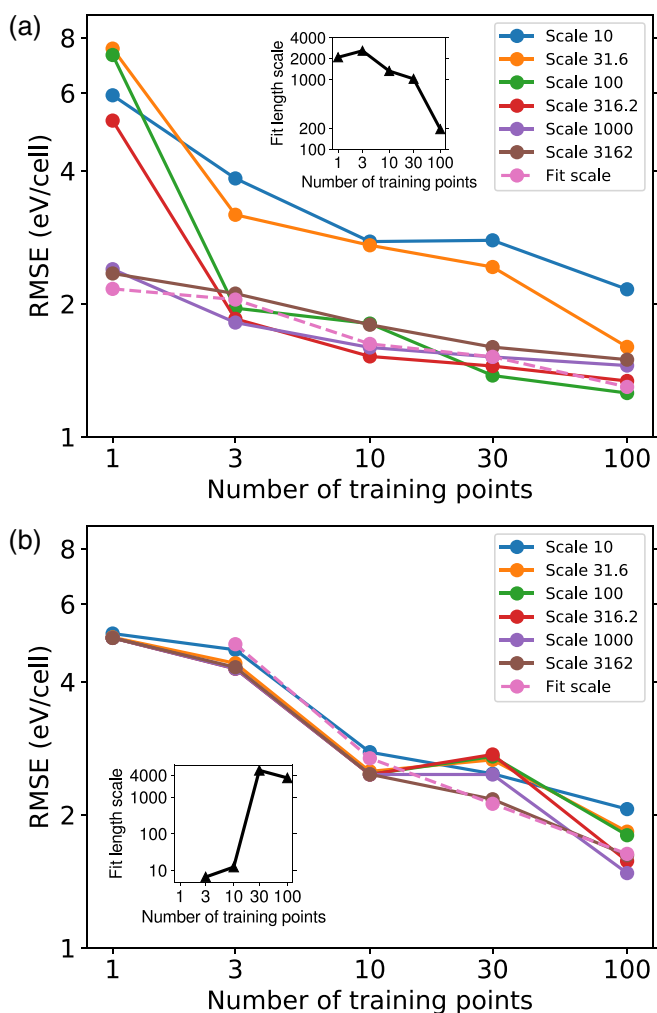 (a)
8
6
4
2
1
RMSE (eV/cell)
1 3 10 30 100
Number of training points
4000
2000
1000
200
100
Fit length scale
1 3 10 30 100
Number of training points
Scale 10
Scale 31.6
Scale 100
Scale 316.2
Scale 1000
Scale 3162
Fit scale
(b)
8
6
4
2
1
RMSE (eV/cell)
1 3 10 30 100
Number of training points
Scale 10
Scale 31.6
Scale 100
Scale 316.2
Scale 1000
Scale 3162
Fit scale
4000
1000
100
10
Fit length scale
1 3 10 30 100
Number of training points